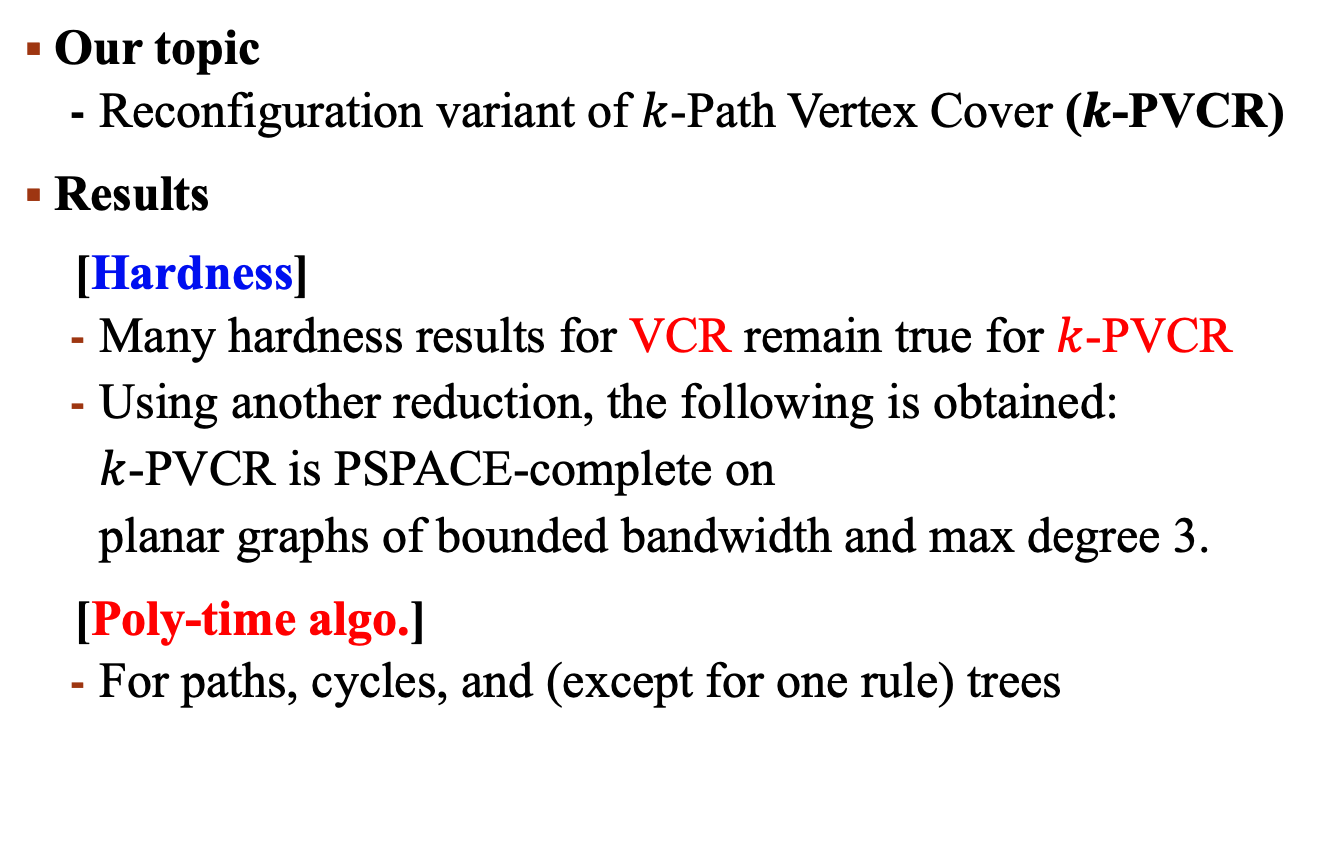 ▪ Our topic
- Reconfiguration variant of k-Path Vertex Cover (k-PVCR)
▪ Results
[Hardness]
- Many hardness results for VCR remain true for k-PVCR
- Using another reduction, the following is obtained:
k-PVCR is PSPACE-complete on
planar graphs of bounded bandwidth and max degree 3.
[Poly-time algo.]
- For paths, cycles, and (except for one rule) trees